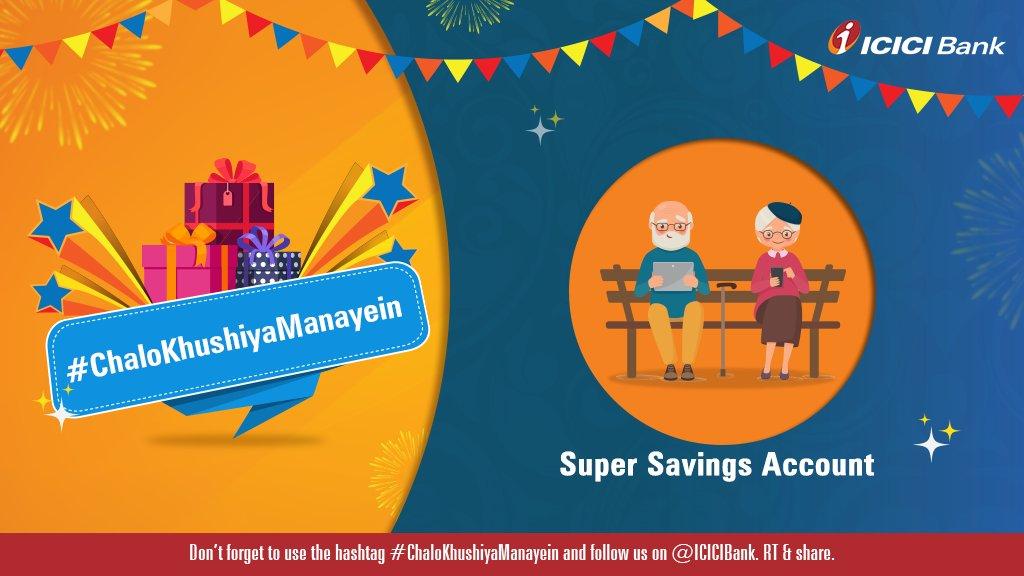 ICICI Bank
#ChaloKhushiyaManayein
Super Savings Account
Don't forget to use the hashtag #ChaloKhushiyaManayein and follow us on @ICICIBank. RT & share.